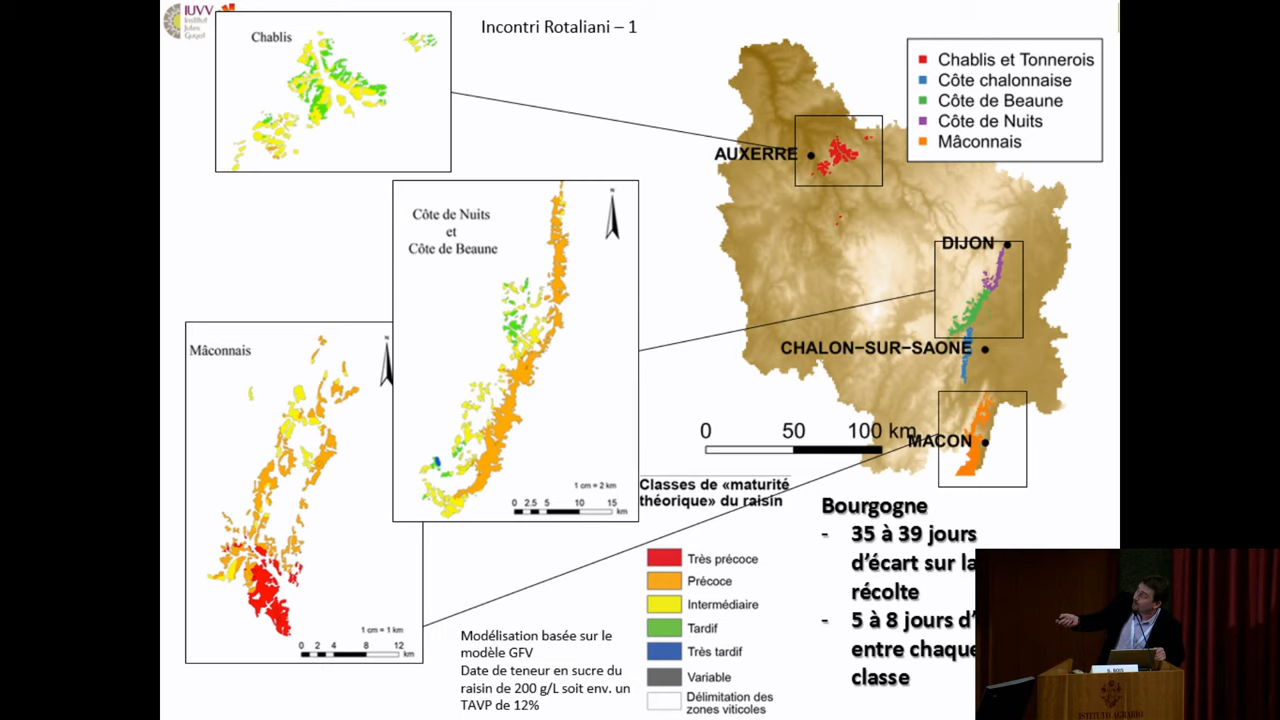 IUVV
Institut
Jules
Guyot
Incontri Rotaliani – 1
Chablis
Chablis et Tonnerois
Côte chalonnaise
Côte de Beaune
Côte de Nuits
Mâconnais
AUXERRE
DIJON
CHALON-SUR-SAONE
MACON
0 50 100 km
N
Côte de Nuits
et
Côte de Beaune
1 cm = 2 km
0 2.5 5 10 15
km
Mâconnais
N
1 cm = 1 km
0 2 4 8 12
km
Classes de «maturité
théorique» du raisin
Très précoce
Précoce
Intermédiaire
Tardif
Très tardif
Variable
Délimitation des
zones viticoles
Modélisation basée sur le
modèle GFV
Date de teneur en sucre du
raisin de 200 g/L soit env. un
TAVP de 12%
Bourgogne
- 35 à 39 jours
d’écart sur la
récolte
- 5 à 8 jours d’
entre chaque
classe
S. BOIS
ISTITUTO AGRARIO